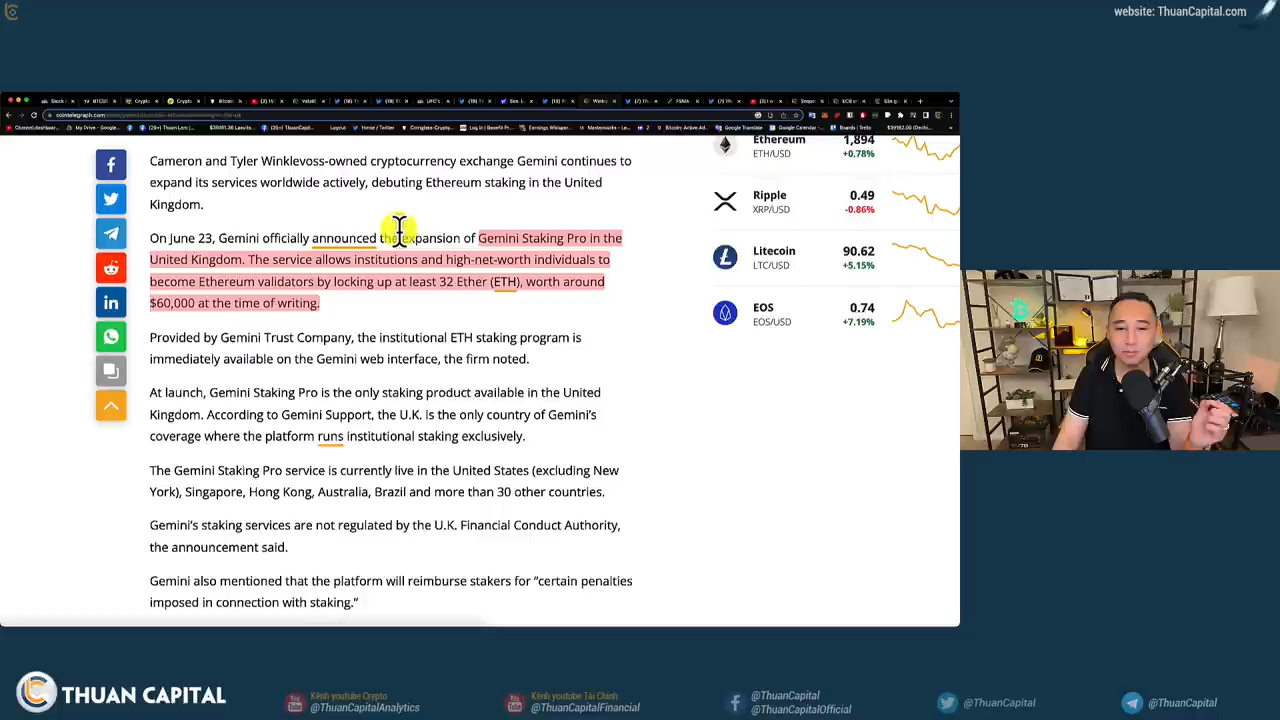 website: ThuanCapital.com
cointelegraph.com
Cameron and Tyler Winklevoss-owned cryptocurrency exchange Gemini continues to
expand its services worldwide actively, debuting Ethereum staking in the United
Kingdom.
On June 23, Gemini officially announced the expansion of Gemini Staking Pro in the
United Kingdom. The service allows institutions and high-net-worth individuals to
become Ethereum validators by locking up at least 32 Ether (ETH), worth around
$60,000 at the time of writing.
Provided by Gemini Trust Company, the institutional ETH staking program is
immediately available on the Gemini web interface, the firm noted.
At launch, Gemini Staking Pro is the only staking product available in the United
Kingdom. According to Gemini Support, the U.K. is the only country of Gemini's
coverage where the platform runs institutional staking exclusively.
The Gemini Staking Pro service is currently live in the United States (excluding New
York), Singapore, Hong Kong, Australia, Brazil and more than 30 other countries.
Gemini's staking services are not regulated by the U.K. Financial Conduct Authority,
the announcement said.
Gemini also mentioned that the platform will reimburse stakers for “certain penalties
imposed in connection with staking.”
Ethereum 1,894
ETH/USD +0.78%
Ripple 0.49
XRP/USD -0.86%
Litecoin 90.62
LTC/USD +5.15%
EOS 0.74
EOS/USD +7.19%
THUAN CAPITAL
Kênh youtube Crypto
@ThuanCapitalAnalytics
Kênh youtube Tài Chính
@ThuanCapitalFinancial
@ThuanCapital
@ThuanCapitalOfficial
@ThuanCapital
@ThuanCapital